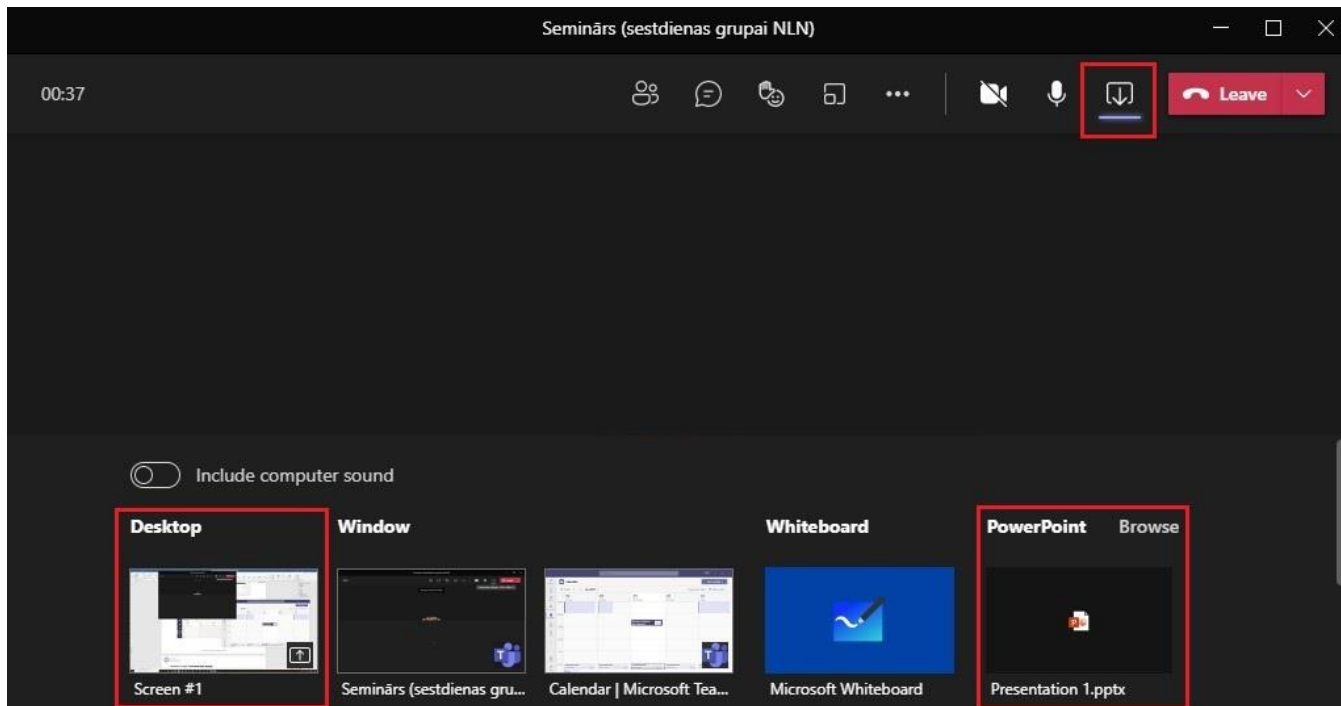 Seminārs (sestdienas grupai NLN)
00:37
Leave
Include computer sound
Desktop
Window
Whiteboard
PowerPoint Browse
Screen #1
Seminārs (sestdienas gru...
Calendar | Microsoft Tea...
Microsoft Whiteboard
Presentation 1.pptx